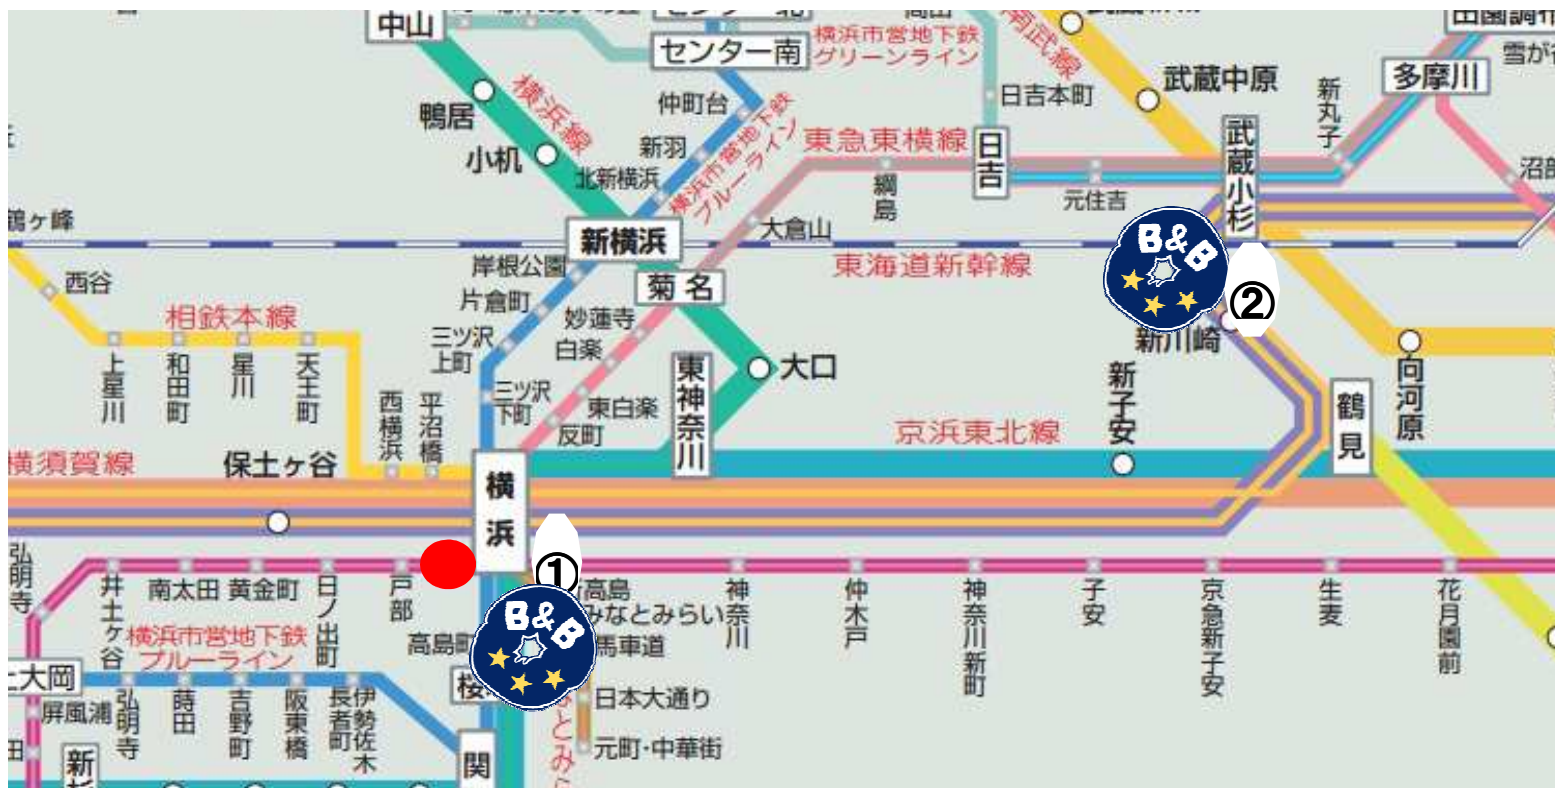 中山
センター南
横浜市営地下鉄
グリーンライン
南武線
田園調布
雪が谷
多摩川
武蔵中原
新丸子
日吉本町
仲町台
横浜線
鴨居
小机
新羽
北新横浜
横浜市営地下鉄
ブルーライン
東急東横線
日吉
綱島
元住吉
武蔵小杉
沼部
鶴ヶ峰
新横浜
大倉山
東海道新幹線
岸根公園
菊名
片倉町
西谷
相鉄本線
三ツ沢
上町
妙蓮寺
白楽
B&B
②
新川崎
上星川
和田町
星川
天王町
西横浜
平沼橋
三ツ沢
下町
東白楽
反町
東神奈川
大口
新子安
鶴見
向河原
京浜東北線
横須賀線
保土ヶ谷
横浜
①
B&B
弘明寺
井土ヶ谷
南太田
黄金町
日ノ出町
戸部
高島町
新高島
みなとみらい
馬車道
日本大通り
元町・中華街
神奈川
仲木戸
神奈川新町
子安
京急新子安
生麦
花月園前
横浜市営地下鉄
ブルーライン
上大岡
屏風浦
弘明寺
蒔田
吉野町
阪東橋
伊勢佐木
長者町
関
新杉